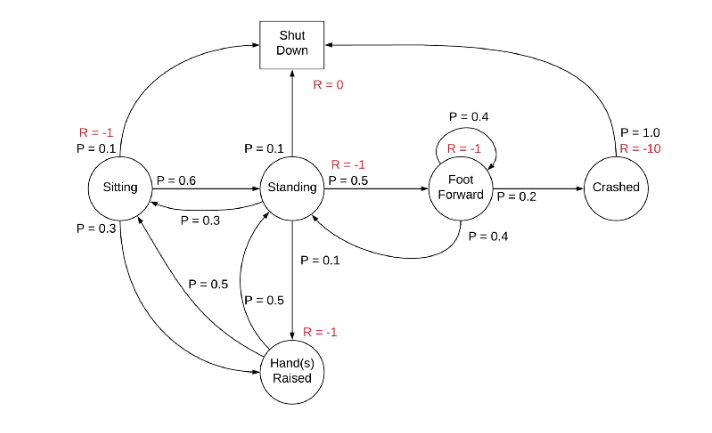 Shut
Down
R = 0
P = 0.4
R = -1
P = 0.1
P = 0.1
R = -1
R = -1
P = 1.0
R = -10
Sitting
P = 0.6
Standing
P = 0.5
Foot
Forward
P = 0.2
Crashed
P = 0.3
P = 0.3
P = 0.4
P = 0.1
P = 0.5
P = 0.5
R = -1
Hand(s)
Raised